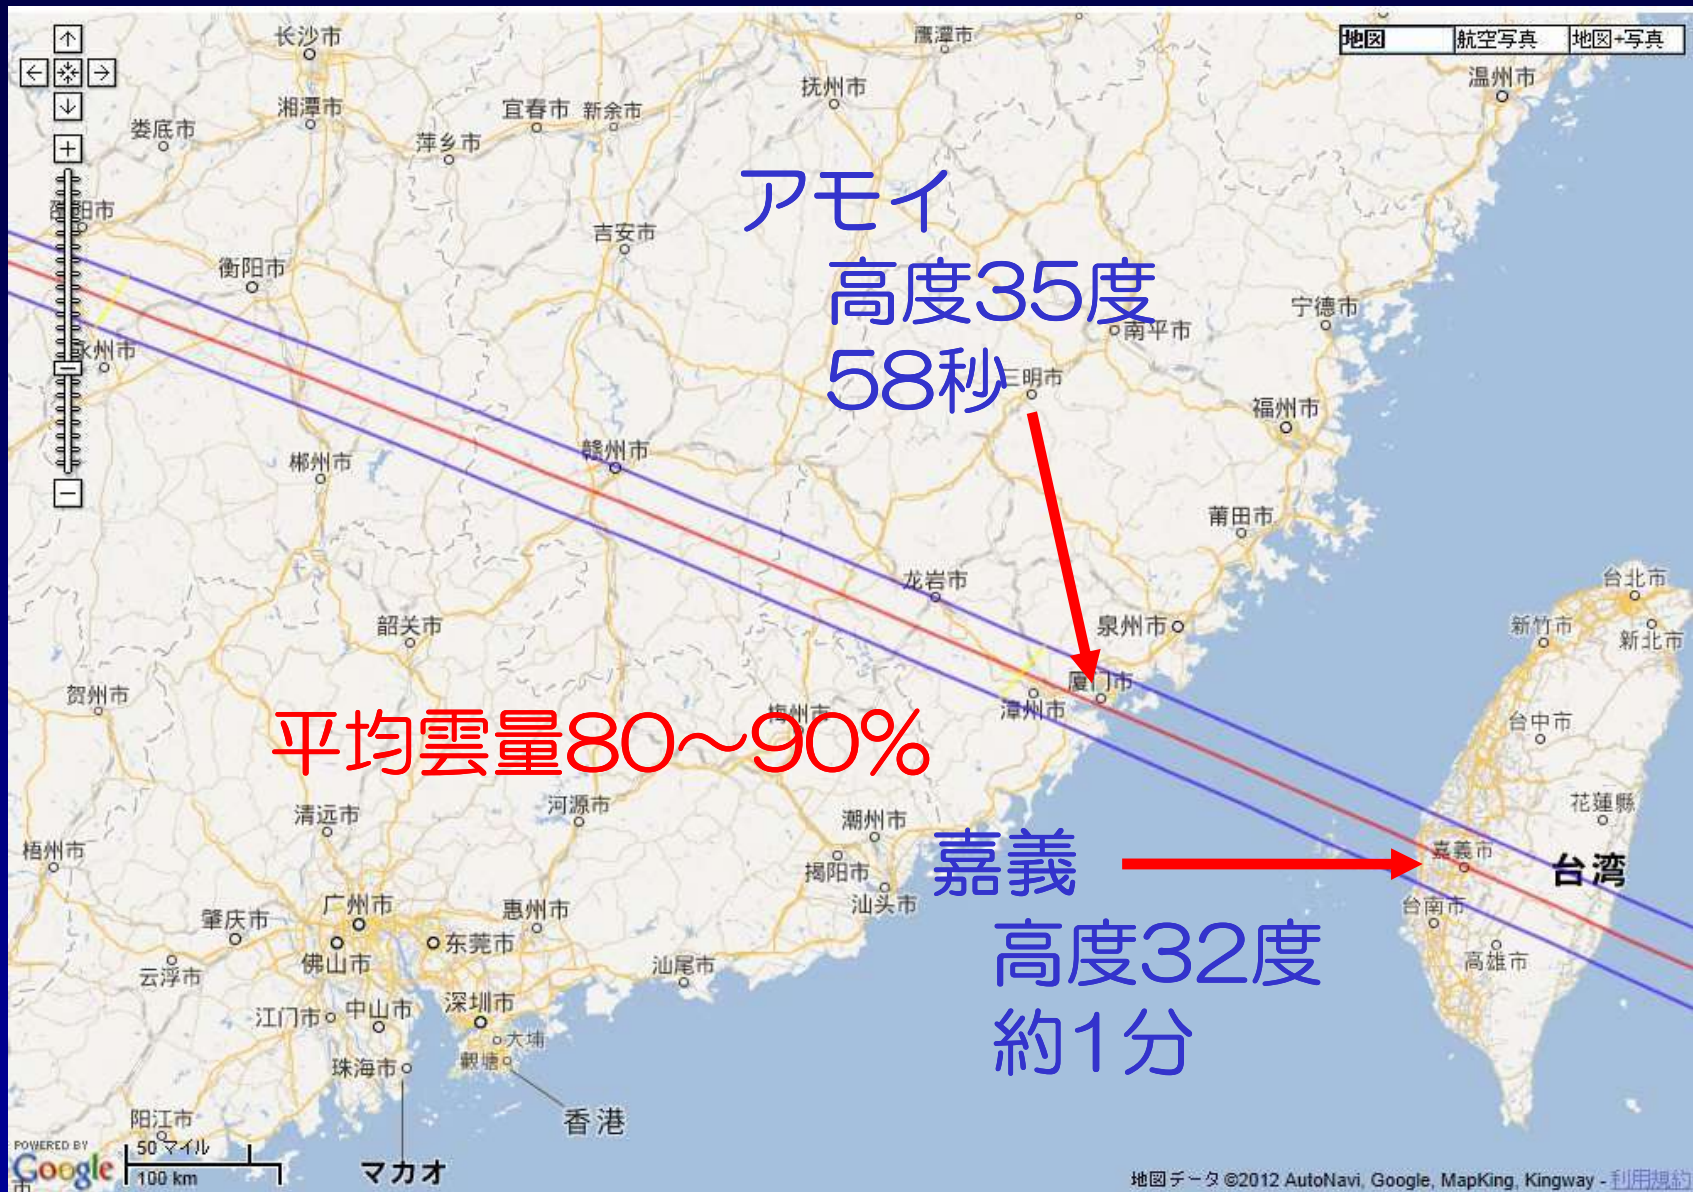 长沙市
鹰潭市
地図
航空写真
地図+写真
温州市
抚州市
湘潭市
宜春市
新余市
娄底市
萍乡市
アモイ
邵阳市
吉安市
衡阳市
高度35度
宁德市
南平市
永州市
58秒
三明市
福州市
赣州市
郴州市
莆田市
龙岩市
台北市
韶关市
泉州市
新竹市
新北市
贺州市
厦门市
漳州市
梅州市
平均雲量80~90%
台中市
清远市
河源市
潮州市
花蓮縣
梧州市
嘉義
嘉義市
揭阳市
台湾
广州市
惠州市
汕头市
台南市
肇庆市
佛山市
东莞市
高度32度
云浮市
汕尾市
高雄市
江门市
中山市
深圳市
約1分
大埔
珠海市
觀塘
阳江市
香港
POWERED BY
Google
50 マイル
100 km
マカオ
市
地図データ ©2012 AutoNavi, Google, MapKing, Kingway - 利用規約